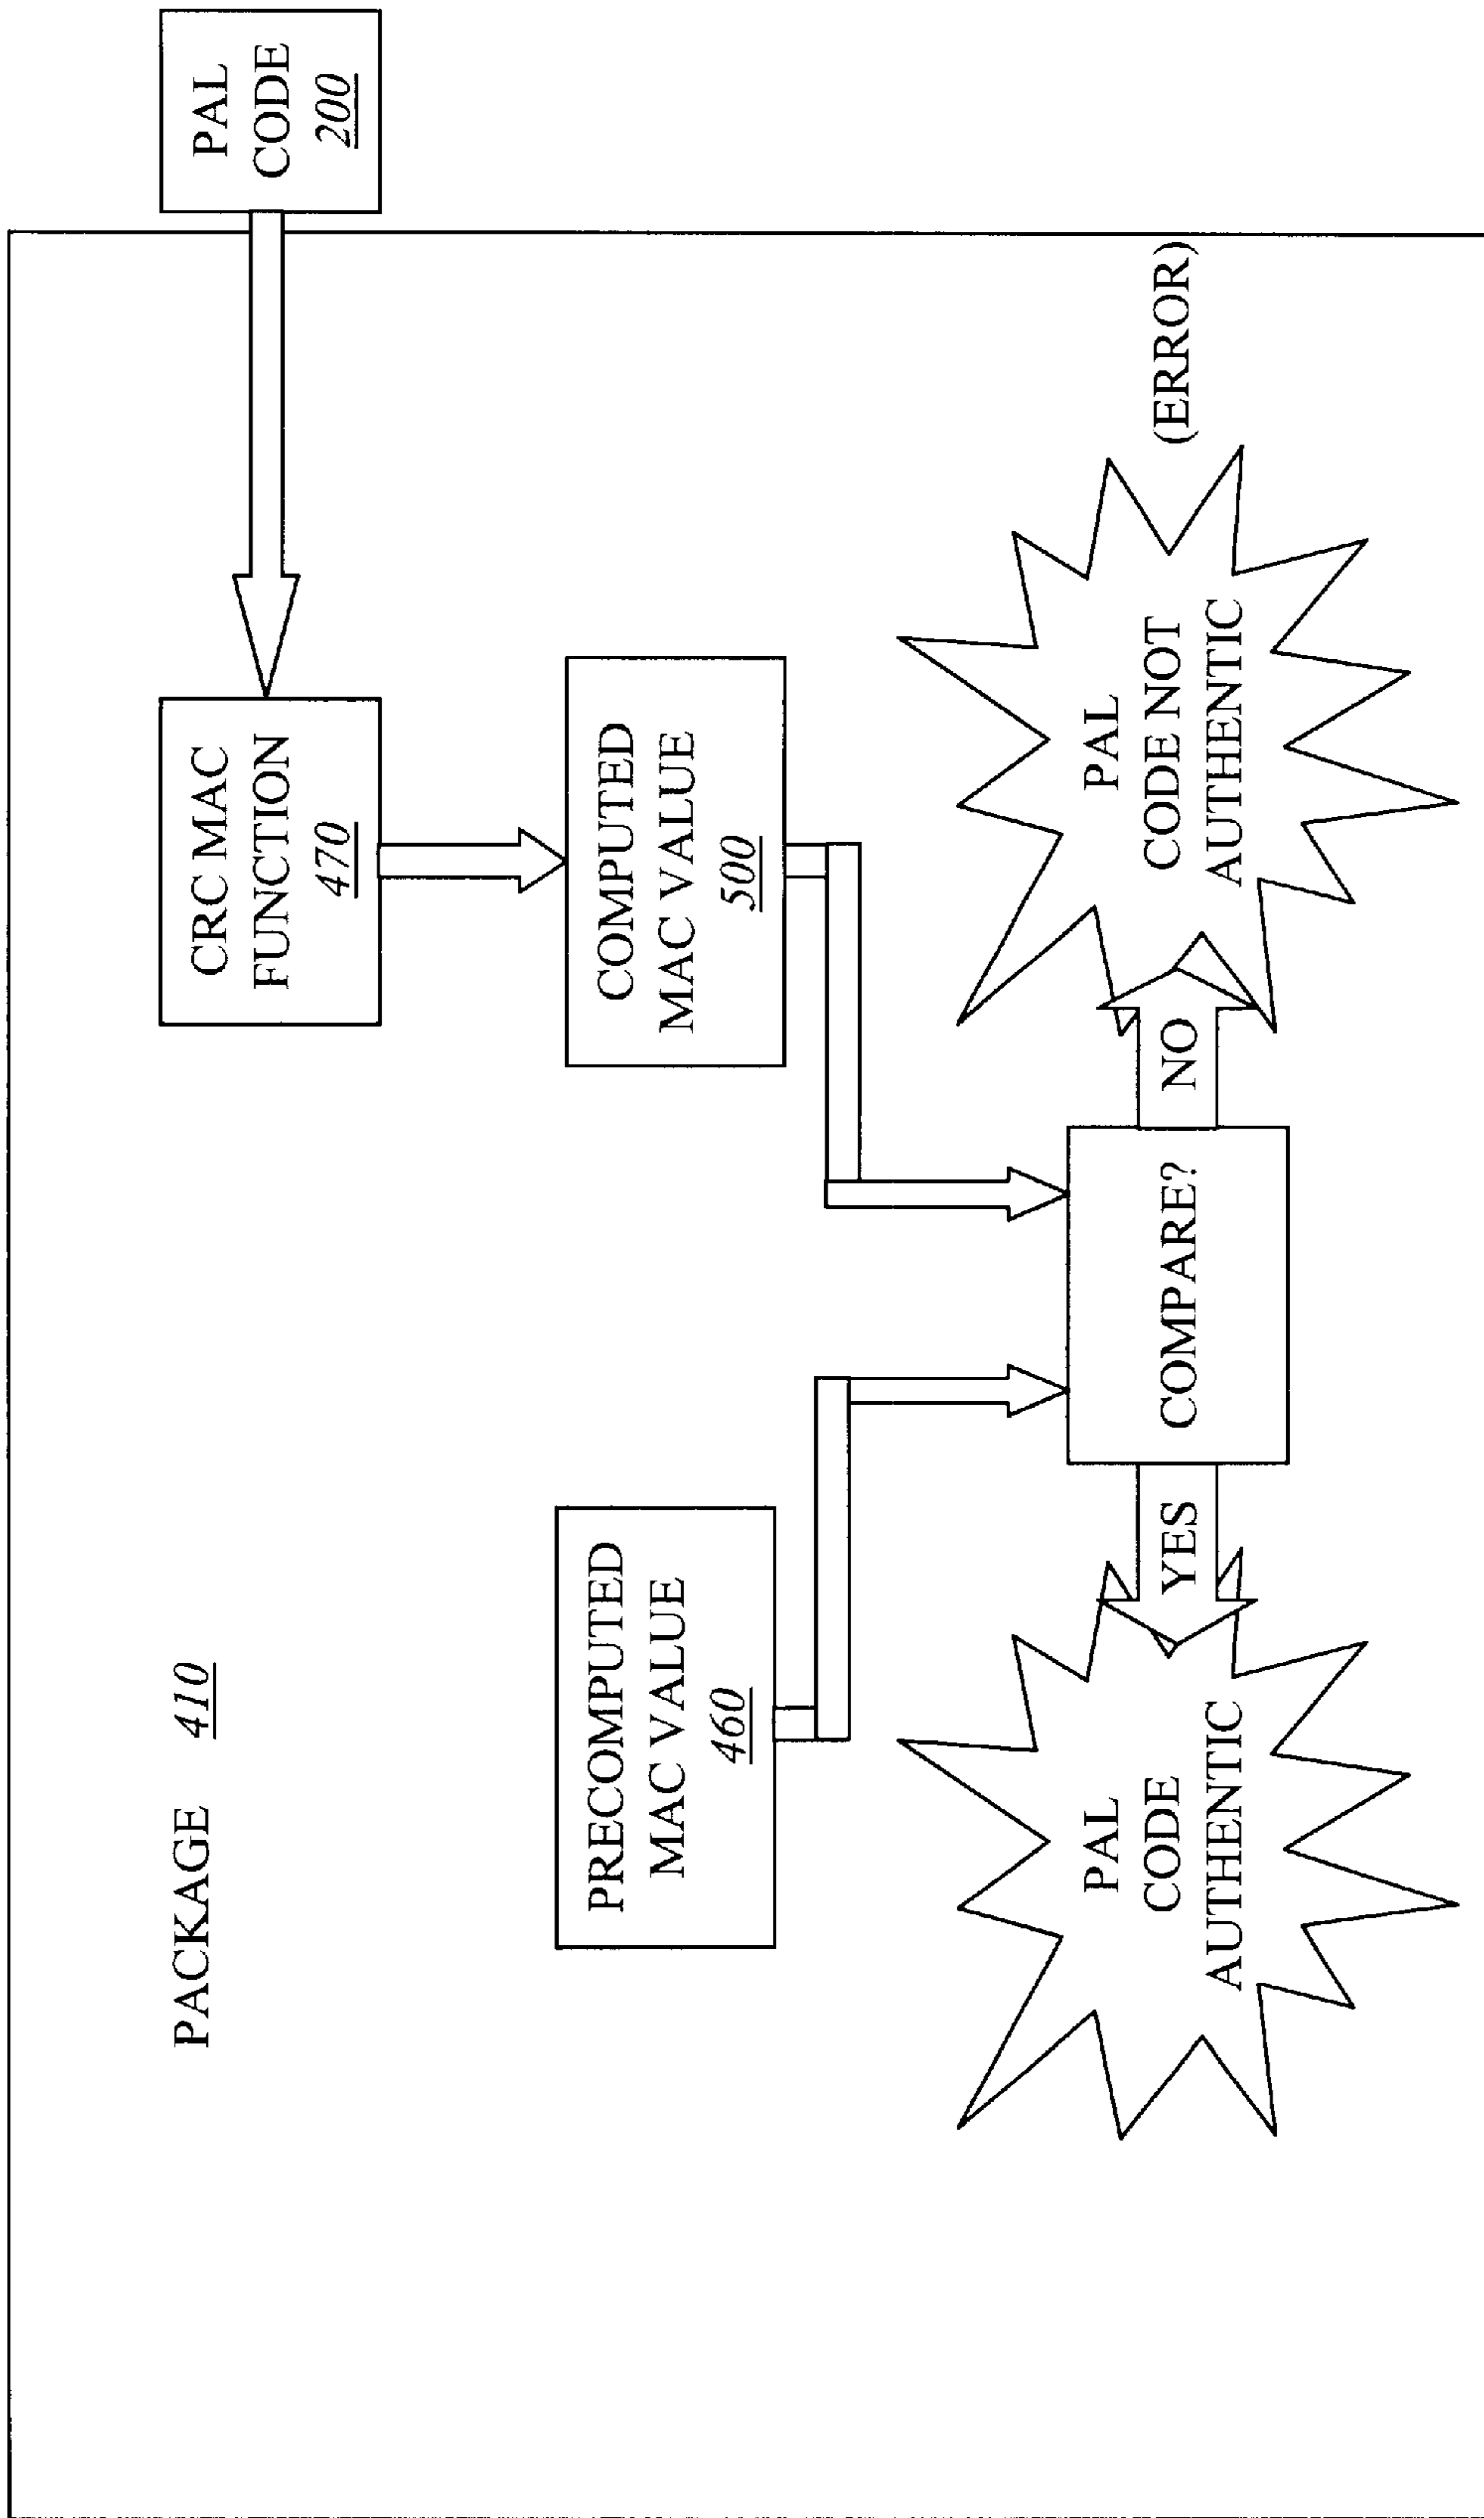 PACKAGE 410
PAL
CODE
200
CRC MAC
FUNCTION
470
PRECOMPUTED
MAC VALUE
460
COMPUTED
MAC VALUE
500
PAL
CODE
AUTHENTIC
YES
COMPARE?
NO
PAL
CODE NOT
AUTHENTIC
(ERROR)